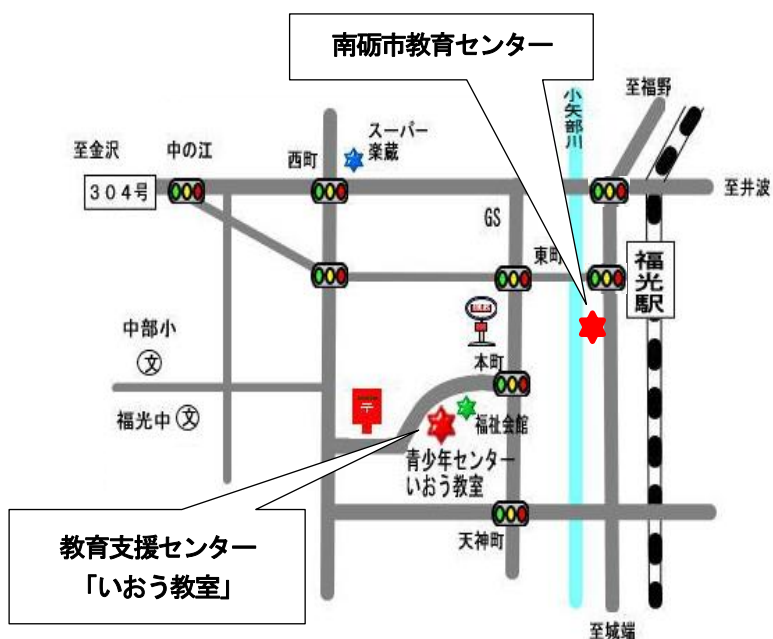 南砺市教育センター
至福野
小矢部川
スーパー
楽蔵
至金沢
中の江
西町
304号
至井波
GS
東町
福光駅
中部小
文
本町
〒
福光中
文
福祉会館
青少年センター
いおう教室
教育支援センター
「いおう教室」
天神町
至城端